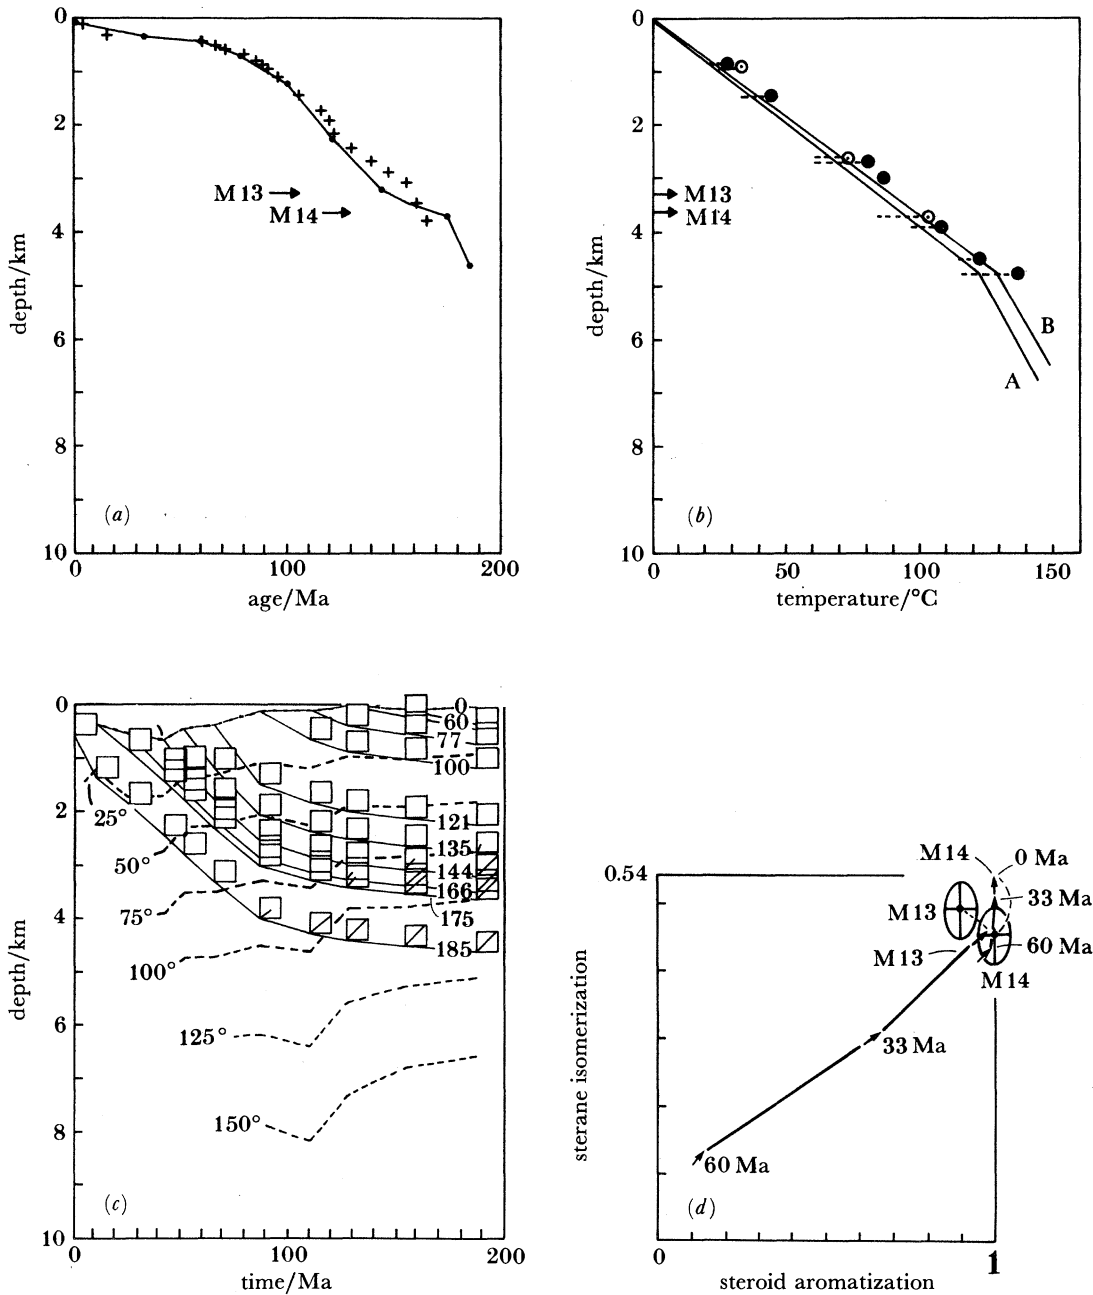 0
2
4
6
8
10
depth/km
M13
M14
(a)
0
100
200
age/Ma
0
2
4
6
8
10
depth/km
M13
M14
B
A
(b)
0
50
100
150
temperature/°C
0
2
4
6
8
10
depth/km
0
60
77
100
121
135
144
166
175
185
25°
50°
75°
100°
125°
150°
(c)
0
100
200
time/Ma
0.54
M14
0 Ma
33 Ma
M13
60 Ma
M13
M14
33 Ma
60 Ma
sterane isomerization
(d)
0
1
steroid aromatization